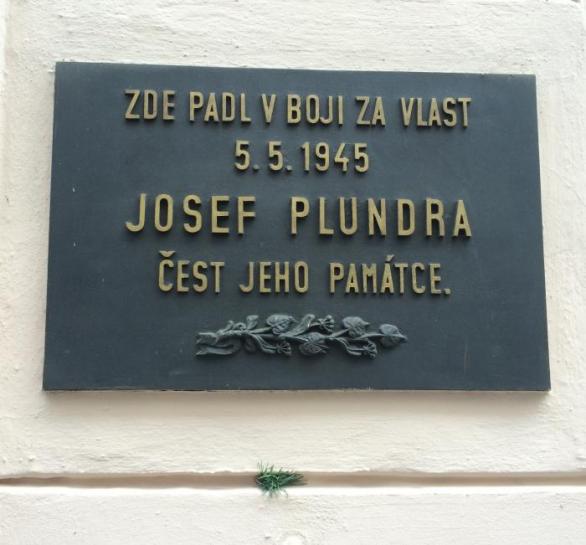 ZDE PADL V BOJI ZA VLAST
5. 5. 1945
JOSEF PLUNDRA
ČEST JEHO PAMÁTCE.